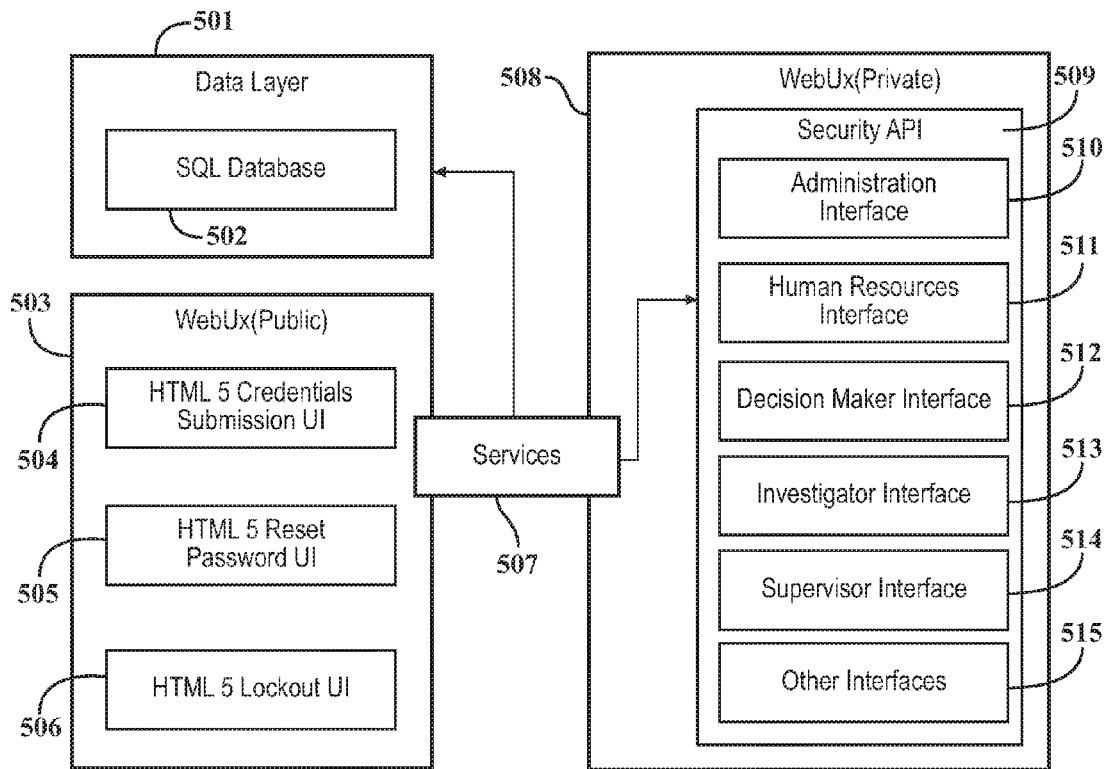 501
Data Layer
SQL Database
502
503
WebUx(Public)
HTML 5 Credentials
Submission UI
504
HTML 5 Reset
Password UI
505
HTML 5 Lockout UI
506
Services
507
508
WebUx(Private)
509
Security API
510
Administration
Interface
511
Human Resources
Interface
512
Decision Maker Interface
513
Investigator Interface
514
Supervisor Interface
515
Other Interfaces